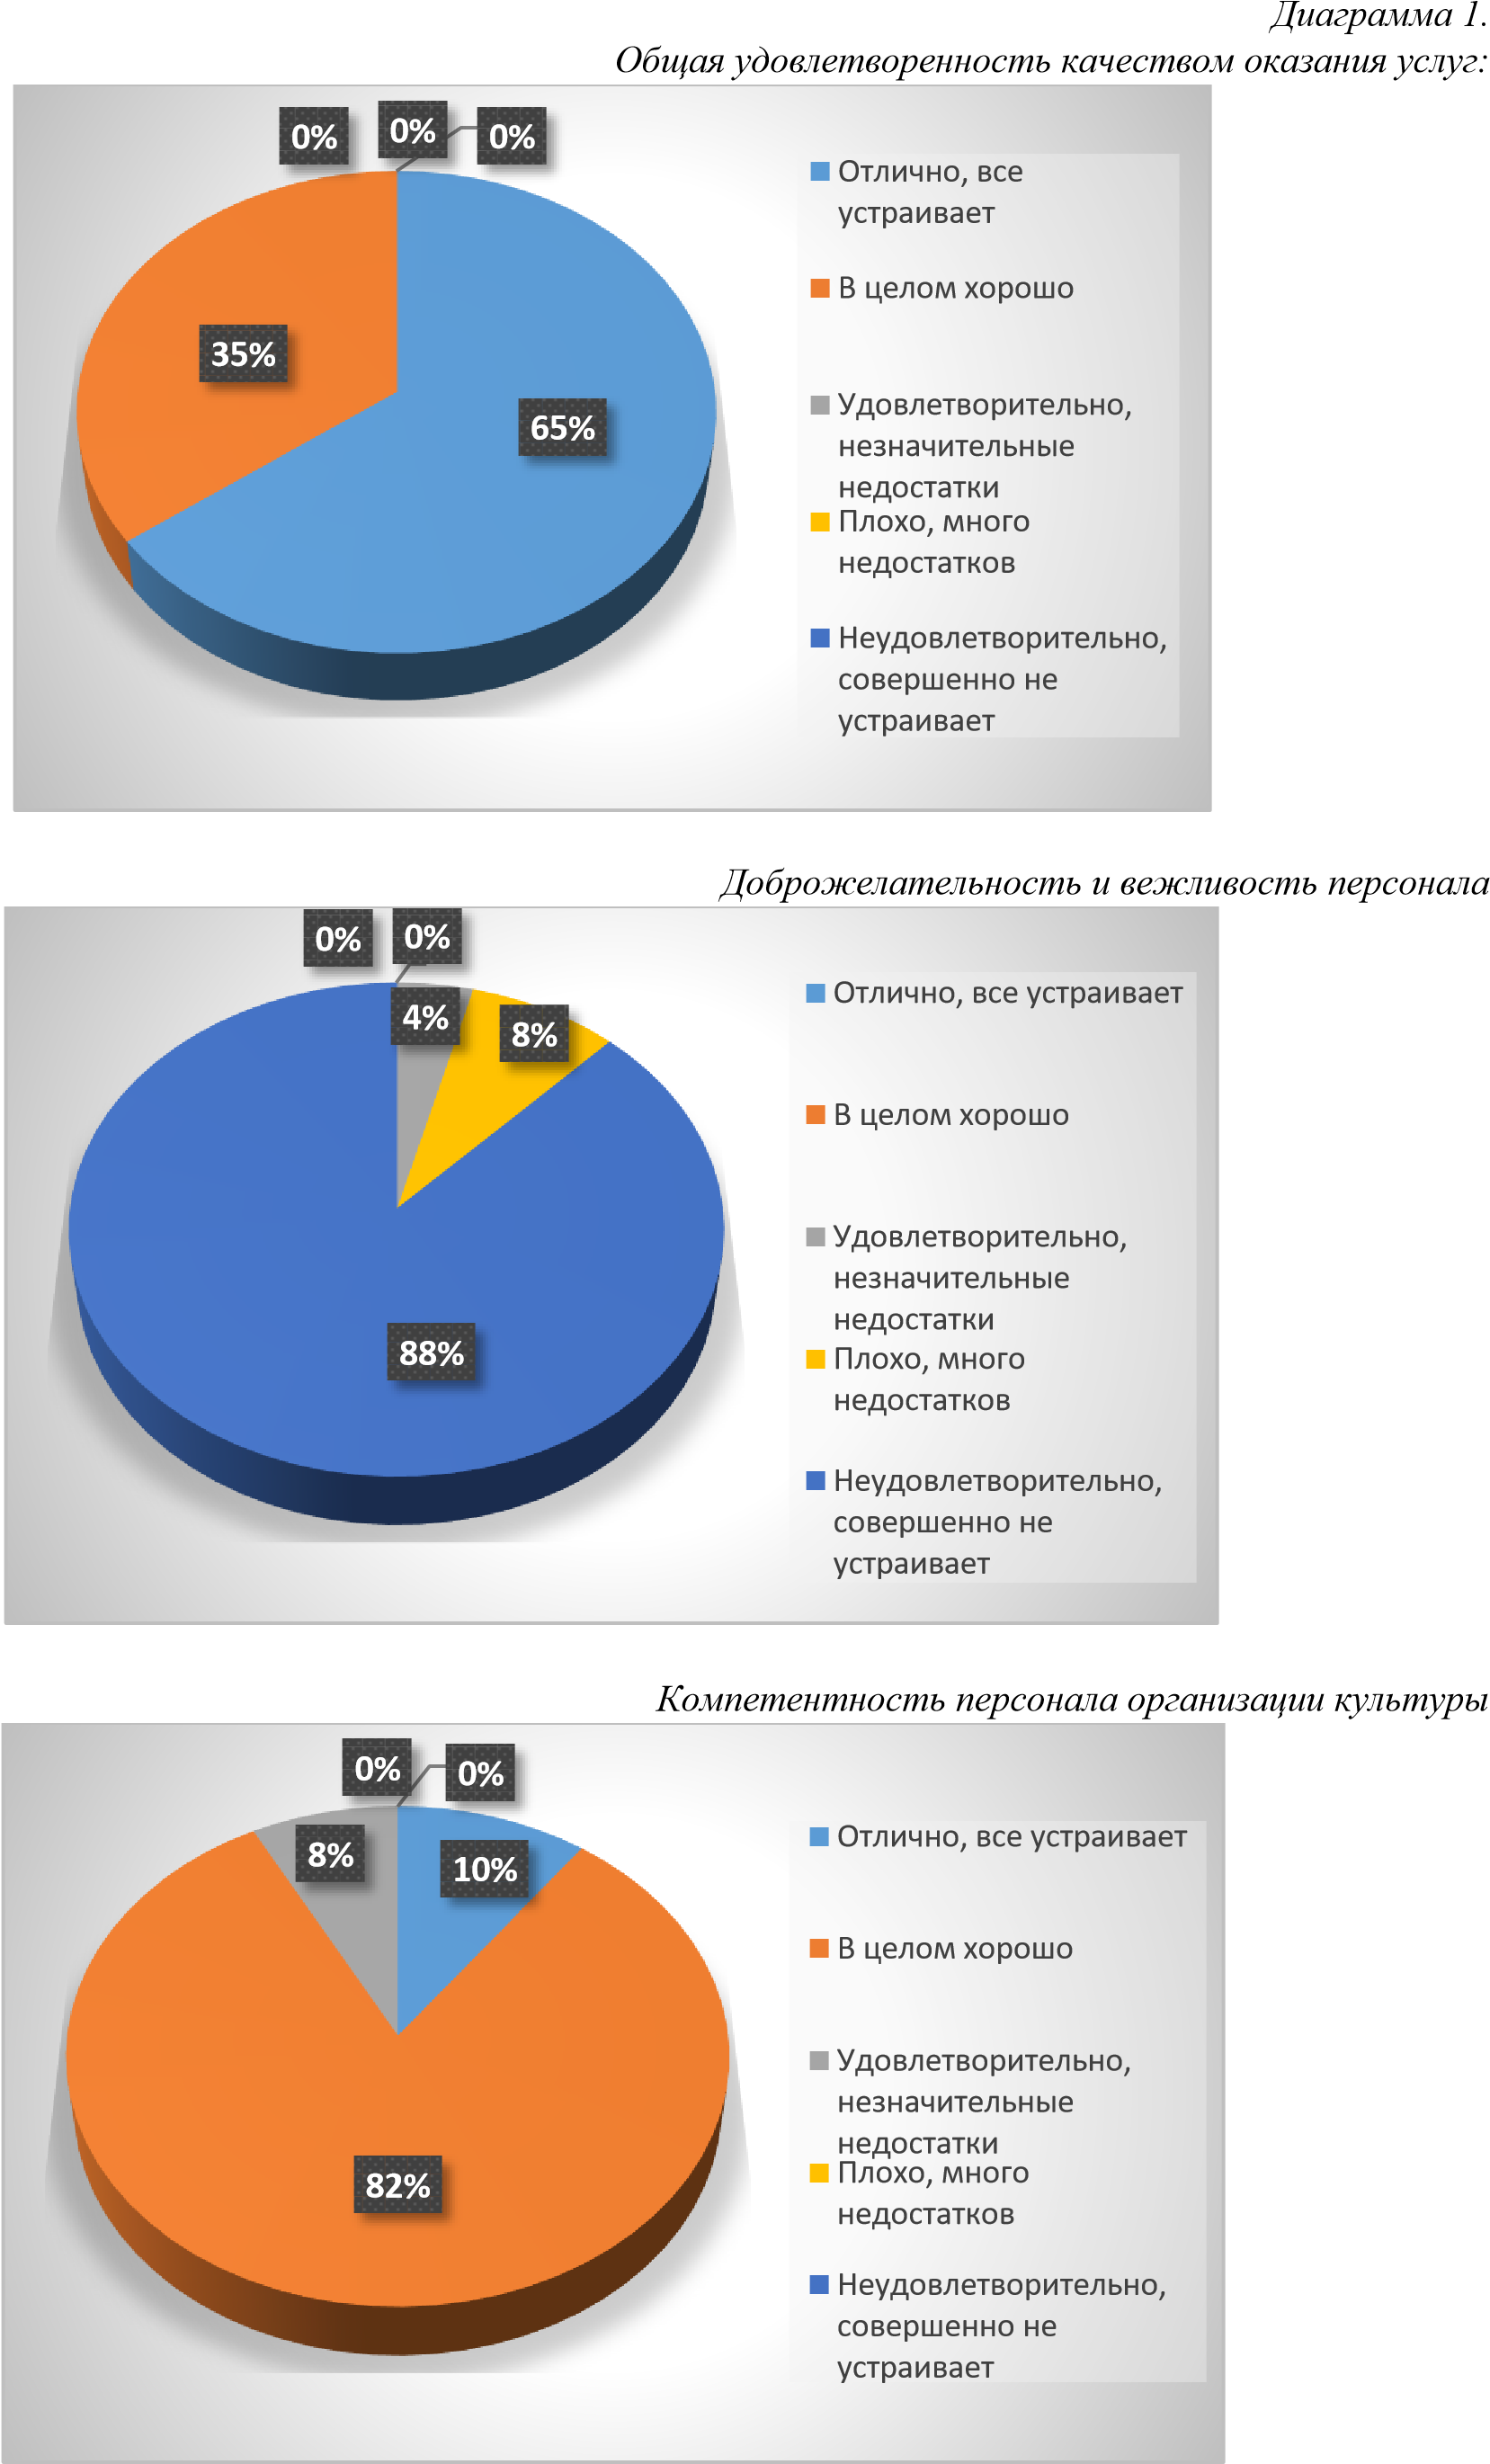 Диаграмма 1.
Общая удовлетворенность качеством оказания услуг:
0%
0%
0%
35%
65%
Отлично, все
устраивает
В целом хорошо
Удовлетворительно,
незначительные
недостатки
Плохо, много
недостатков
Неудовлетворительно,
совершенно не
устраивает
Доброжелательность и вежливость персонала
0%
0%
4%
8%
88%
Отлично, все устраивает
В целом хорошо
Удовлетворительно,
незначительные
недостатки
Плохо, много
недостатков
Неудовлетворительно,
совершенно не
устраивает
Компетентность персонала организации культуры
0%
0%
8%
10%
82%
Отлично, все устраивает
В целом хорошо
Удовлетворительно,
незначительные
недостатки
Плохо, много
недостатков
Неудовлетворительно,
совершенно не
устраивает